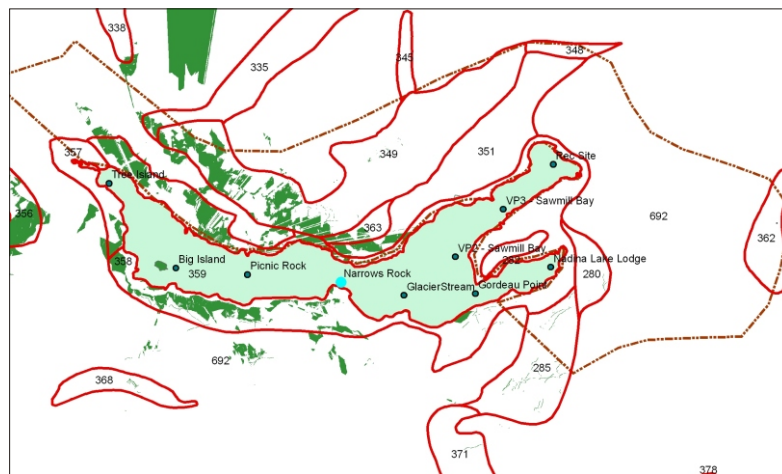 338
335
345
348
357
349
351
Rec Site
Tree Island
356
VP3 - Sawmill Bay
692
363
362
358
Big Island
359
Picnic Rock
Narrows Rock
- Sawmill Bay
Nadina Lake Lodge
280
GlacierStream
Gordeau Point
692
285
368
371
378